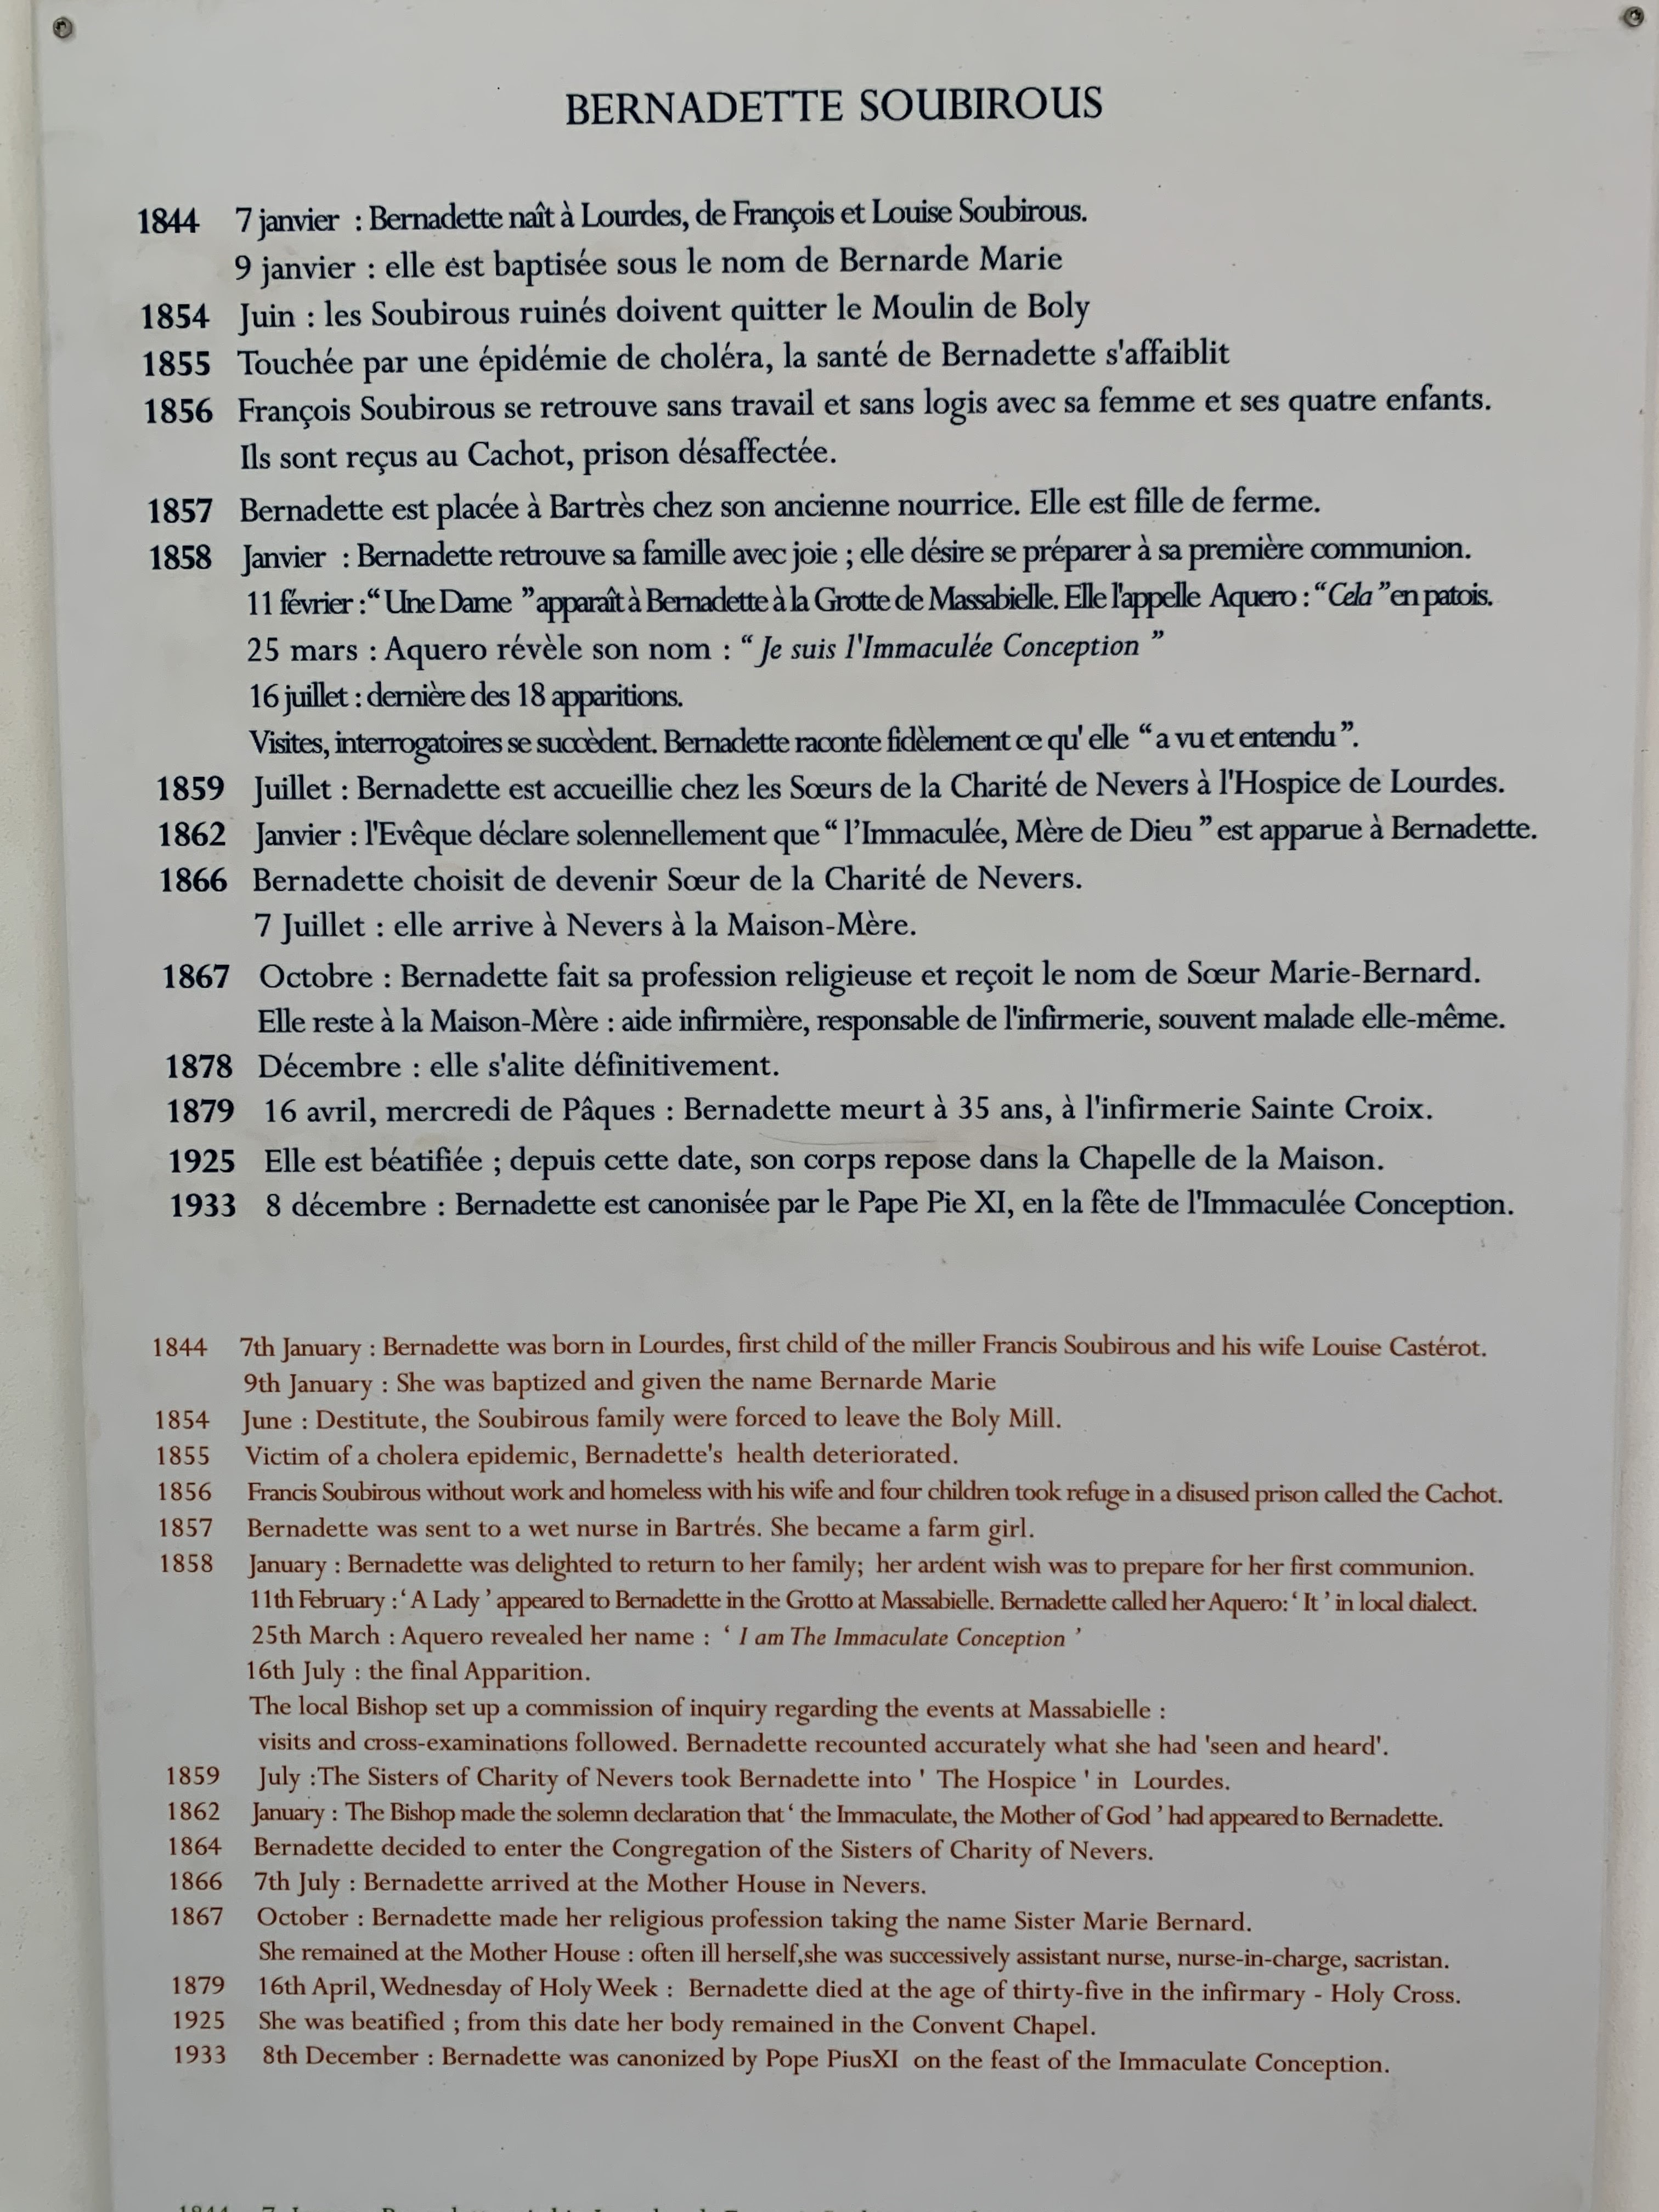 BERNADETTE SOUBIROUS
1844 7 janvier : Bernadette naît à Lourdes, de François et Louise Soubirous.
9 janvier : elle est baptisée sous le nom de Bernarde Marie
1854 Juin : les Soubirous ruinés doivent quitter le Moulin de Boly
1855 Touchée par une épidémie de choléra, la santé de Bernadette s'affaiblit
1856 François Soubirous se retrouve sans travail et sans logis avec sa femme et ses quatre enfants.
Ils sont reçus au Cachot, prison désaffectée.
1857 Bernadette est placée à Bartrès chez son ancienne nourrice. Elle est fille de ferme.
1858 Janvier : Bernadette retrouve sa famille avec joie ; elle désire se préparer à sa première communion.
11 février :“ Une Dame ” apparaît à Bernadette à la Grotte de Massabielle. Elle l'appelle Aquero : “Cela ” en patois.
25 mars : Aquero révèle son nom : “ Je suis l'Immaculée Conception ”
16 juillet : dernière des 18 apparitions.
Visites, interrogatoires se succèdent. Bernadette raconte fidèlement ce qu' elle “ a vu et entendu ”.
1859 Juillet : Bernadette est accueillie chez les Sœurs de la Charité de Nevers à l'Hospice de Lourdes.
1862 Janvier : l'Evêque déclare solennellement que “ l’Immaculée, Mère de Dieu ” est apparue à Bernadette.
1866 Bernadette choisit de devenir Sœur de la Charité de Nevers.
7 Juillet : elle arrive à Nevers à la Maison-Mère.
1867 Octobre : Bernadette fait sa profession religieuse et reçoit le nom de Sœur Marie-Bernard.
Elle reste à la Maison-Mère : aide infirmière, responsable de l'infirmerie, souvent malade elle-même.
1878 Décembre : elle s'alite définitivement.
1879 16 avril, mercredi de Pâques : Bernadette meurt à 35 ans, à l'infirmerie Sainte Croix.
1925 Elle est béatifiée ; depuis cette date, son corps repose dans la Chapelle de la Maison.
1933 8 décembre : Bernadette est canonisée par le Pape Pie XI, en la fête de l'Immaculée Conception.
1844 7th January : Bernadette was born in Lourdes, first child of the miller Francis Soubirous and his wife Louise Castérot.
9th January : She was baptized and given the name Bernarde Marie
1854 June : Destitute, the Soubirous family were forced to leave the Boly Mill.
1855 Victim of a cholera epidemic, Bernadette's health deteriorated.
1856 Francis Soubirous without work and homeless with his wife and four children took refuge in a disused prison called the Cachot.
1857 Bernadette was sent to a wet nurse in Bartrés. She became a farm girl.
1858 January : Bernadette was delighted to return to her family; her ardent wish was to prepare for her first communion.
11th February : ‘ A Lady ’ appeared to Bernadette in the Grotto at Massabielle. Bernadette called her Aquero: ‘ It ’ in local dialect.
25th March : Aquero revealed her name : ‘ I am The Immaculate Conception ’
16th July : the final Apparition.
The local Bishop set up a commission of inquiry regarding the events at Massabielle :
visits and cross-examinations followed. Bernadette recounted accurately what she had 'seen and heard'.
1859 July :The Sisters of Charity of Nevers took Bernadette into ' The Hospice ' in Lourdes.
1862 January : The Bishop made the solemn declaration that ‘ the Immaculate, the Mother of God ’ had appeared to Bernadette.
1864 Bernadette decided to enter the Congregation of the Sisters of Charity of Nevers.
1866 7th July : Bernadette arrived at the Mother House in Nevers.
1867 October : Bernadette made her religious profession taking the name Sister Marie Bernard.
She remained at the Mother House : often ill herself,she was successively assistant nurse, nurse-in-charge, sacristan.
1879 16th April, Wednesday of Holy Week : Bernadette died at the age of thirty-five in the infirmary - Holy Cross.
1925 She was beatified ; from this date her body remained in the Convent Chapel.
1933 8th December : Bernadette was canonized by Pope PiusXI on the feast of the Immaculate Conception.